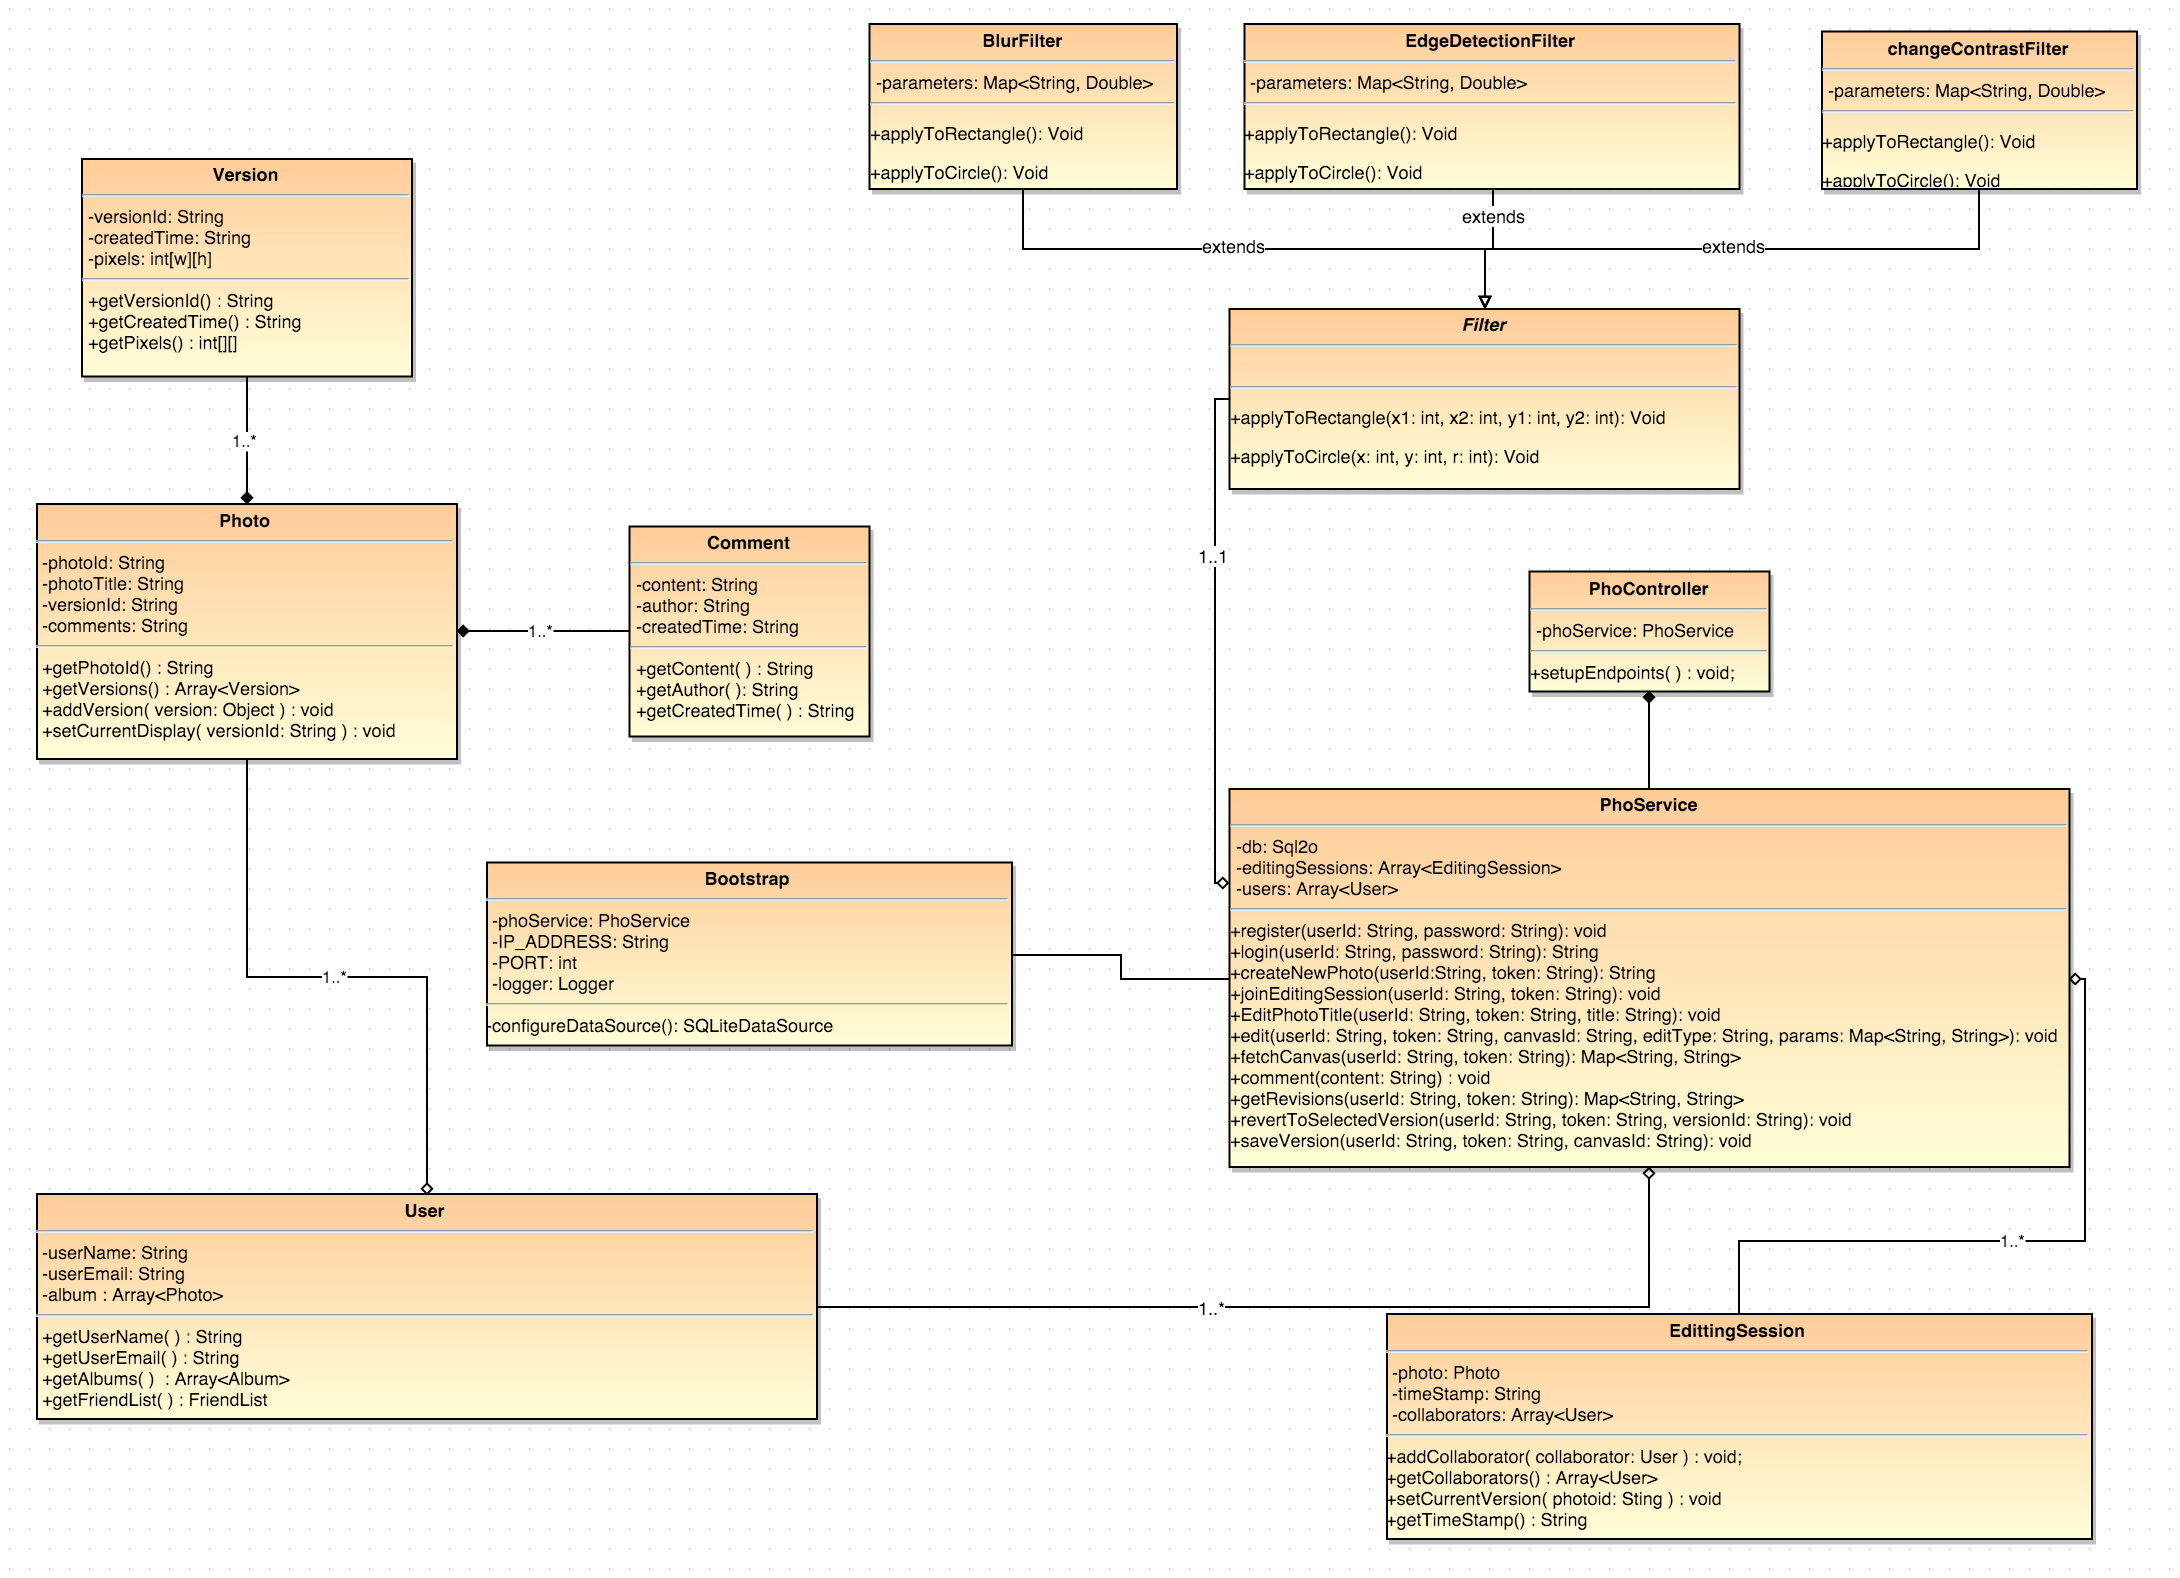 BlurFilter
-parameters: Map<String, Double>
+applyToRectangle(): Void
+applyToCircle(): Void
EdgeDetectionFilter
-parameters: Map<String, Double>
+applyToRectangle(): Void
+applyToCircle(): Void
changeContrastFilter
-parameters: Map<String, Double>
+applyToRectangle(): Void
+applyToCircle(): Void
extends
extends
extends
Version
-versionId: String
-createdTime: String
-pixels: int[w][h]
+getVersionId() : String
+getCreatedTime() : String
+getPixels() : int[][]
1..*
Filter
+applyToRectangle(x1: int, x2: int, y1: int, y2: int): Void
+applyToCircle(x: int, y: int, r: int): Void
1..1
Photo
-photoId: String
-photoTitle: String
-versionId: String
-comments: String
+getPhotoId() : String
+getVersions() : Array<Version>
+addVersion( version: Object ) : void
+setCurrentDisplay( versionId: String ) : void
1..*
Comment
-content: String
-author: String
-createdTime: String
+getContent( ) : String
+getAuthor( ): String
+getCreatedTime( ) : String
PhoController
-phoService: PhoService
+setupEndpoints( ) : void;
PhoService
-db: Sql2o
-editingSessions: Array<EditingSession>
-users: Array<User>
+register(userId: String, password: String): void
+login(userId: String, password: String): String
+createNewPhoto(userId:String, token: String): String
+joinEditingSession(userId: String, token: String): void
+EditPhotoTitle(userId: String, token: String, title: String): void
+edit(userId: String, token: String, canvasId: String, editType: String, params: Map<String, String>): void
+fetchCanvas(userId: String, token: String): Map<String, String>
+comment(content: String) : void
+getRevisions(userId: String, token: String): Map<String, String>
+revertToSelectedVersion(userId: String, token: String, versionId: String): void
+saveVersion(userId: String, token: String, canvasId: String): void
Bootstrap
-phoService: PhoService
-IP_ADDRESS: String
-PORT: int
-logger: Logger
-configureDataSource(): SQLiteDataSource
1..*
User
-userName: String
-userEmail: String
-album : Array<Photo>
+getUserName( ) : String
+getUserEmail( ) : String
+getAlbums( )  : Array<Album>
+getFriendList( ) : FriendList
1..*
1..*
EdittingSession
-photo: Photo
-timeStamp: String
-collaborators: Array<User>
+addCollaborator( collaborator: User ) : void;
+getCollaborators() : Array<User>
+setCurrentVersion( photoid: Sting ) : void
+getTimeStamp() : String